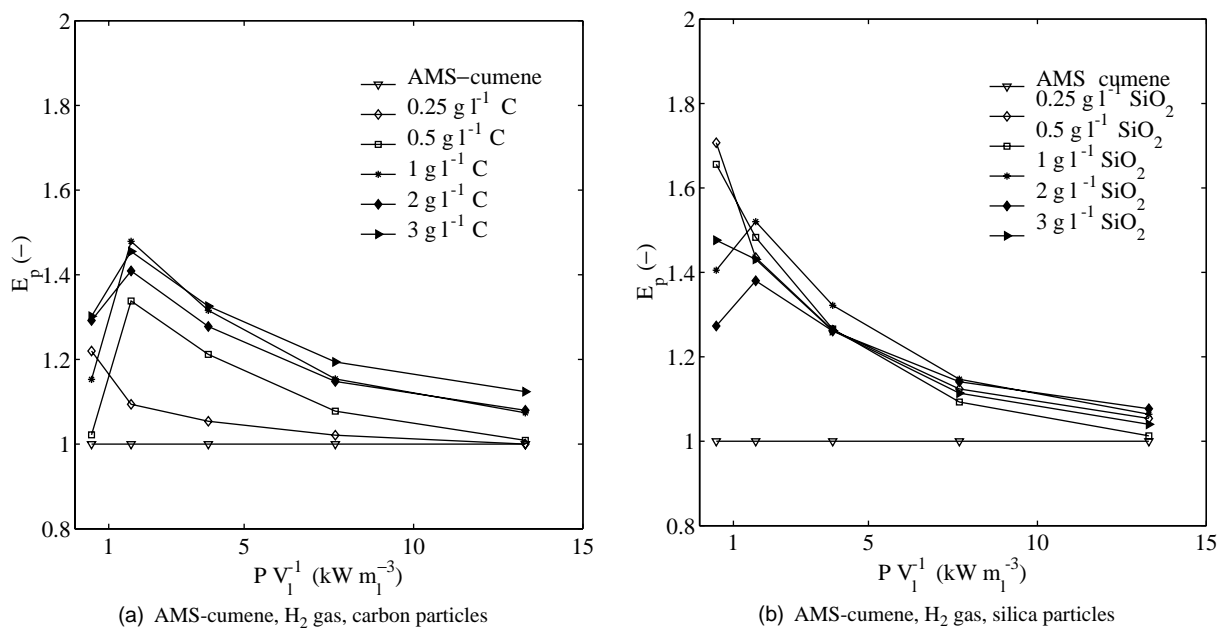 2
1.8
1.6
1.4
1.2
1
0.8
E_p (−)
AMS−cumene
0.25 g l^-1 C
0.5 g l^-1 C
1 g l^-1 C
2 g l^-1 C
3 g l^-1 C
1 5 10 15
P V_l^-1 (kW m_l^-3)
(a) AMS-cumene, H_2 gas, carbon particles
2
1.8
1.6
1.4
1.2
1
0.8
E_p (−)
AMS cumene
0.25 g l^-1 SiO_2
0.5 g l^-1 SiO_2
1 g l^-1 SiO_2
2 g l^-1 SiO_2
3 g l^-1 SiO_2
1 5 10 15
P V_l^-1 (kW m_l^-3)
(b) AMS-cumene, H_2 gas, silica particles